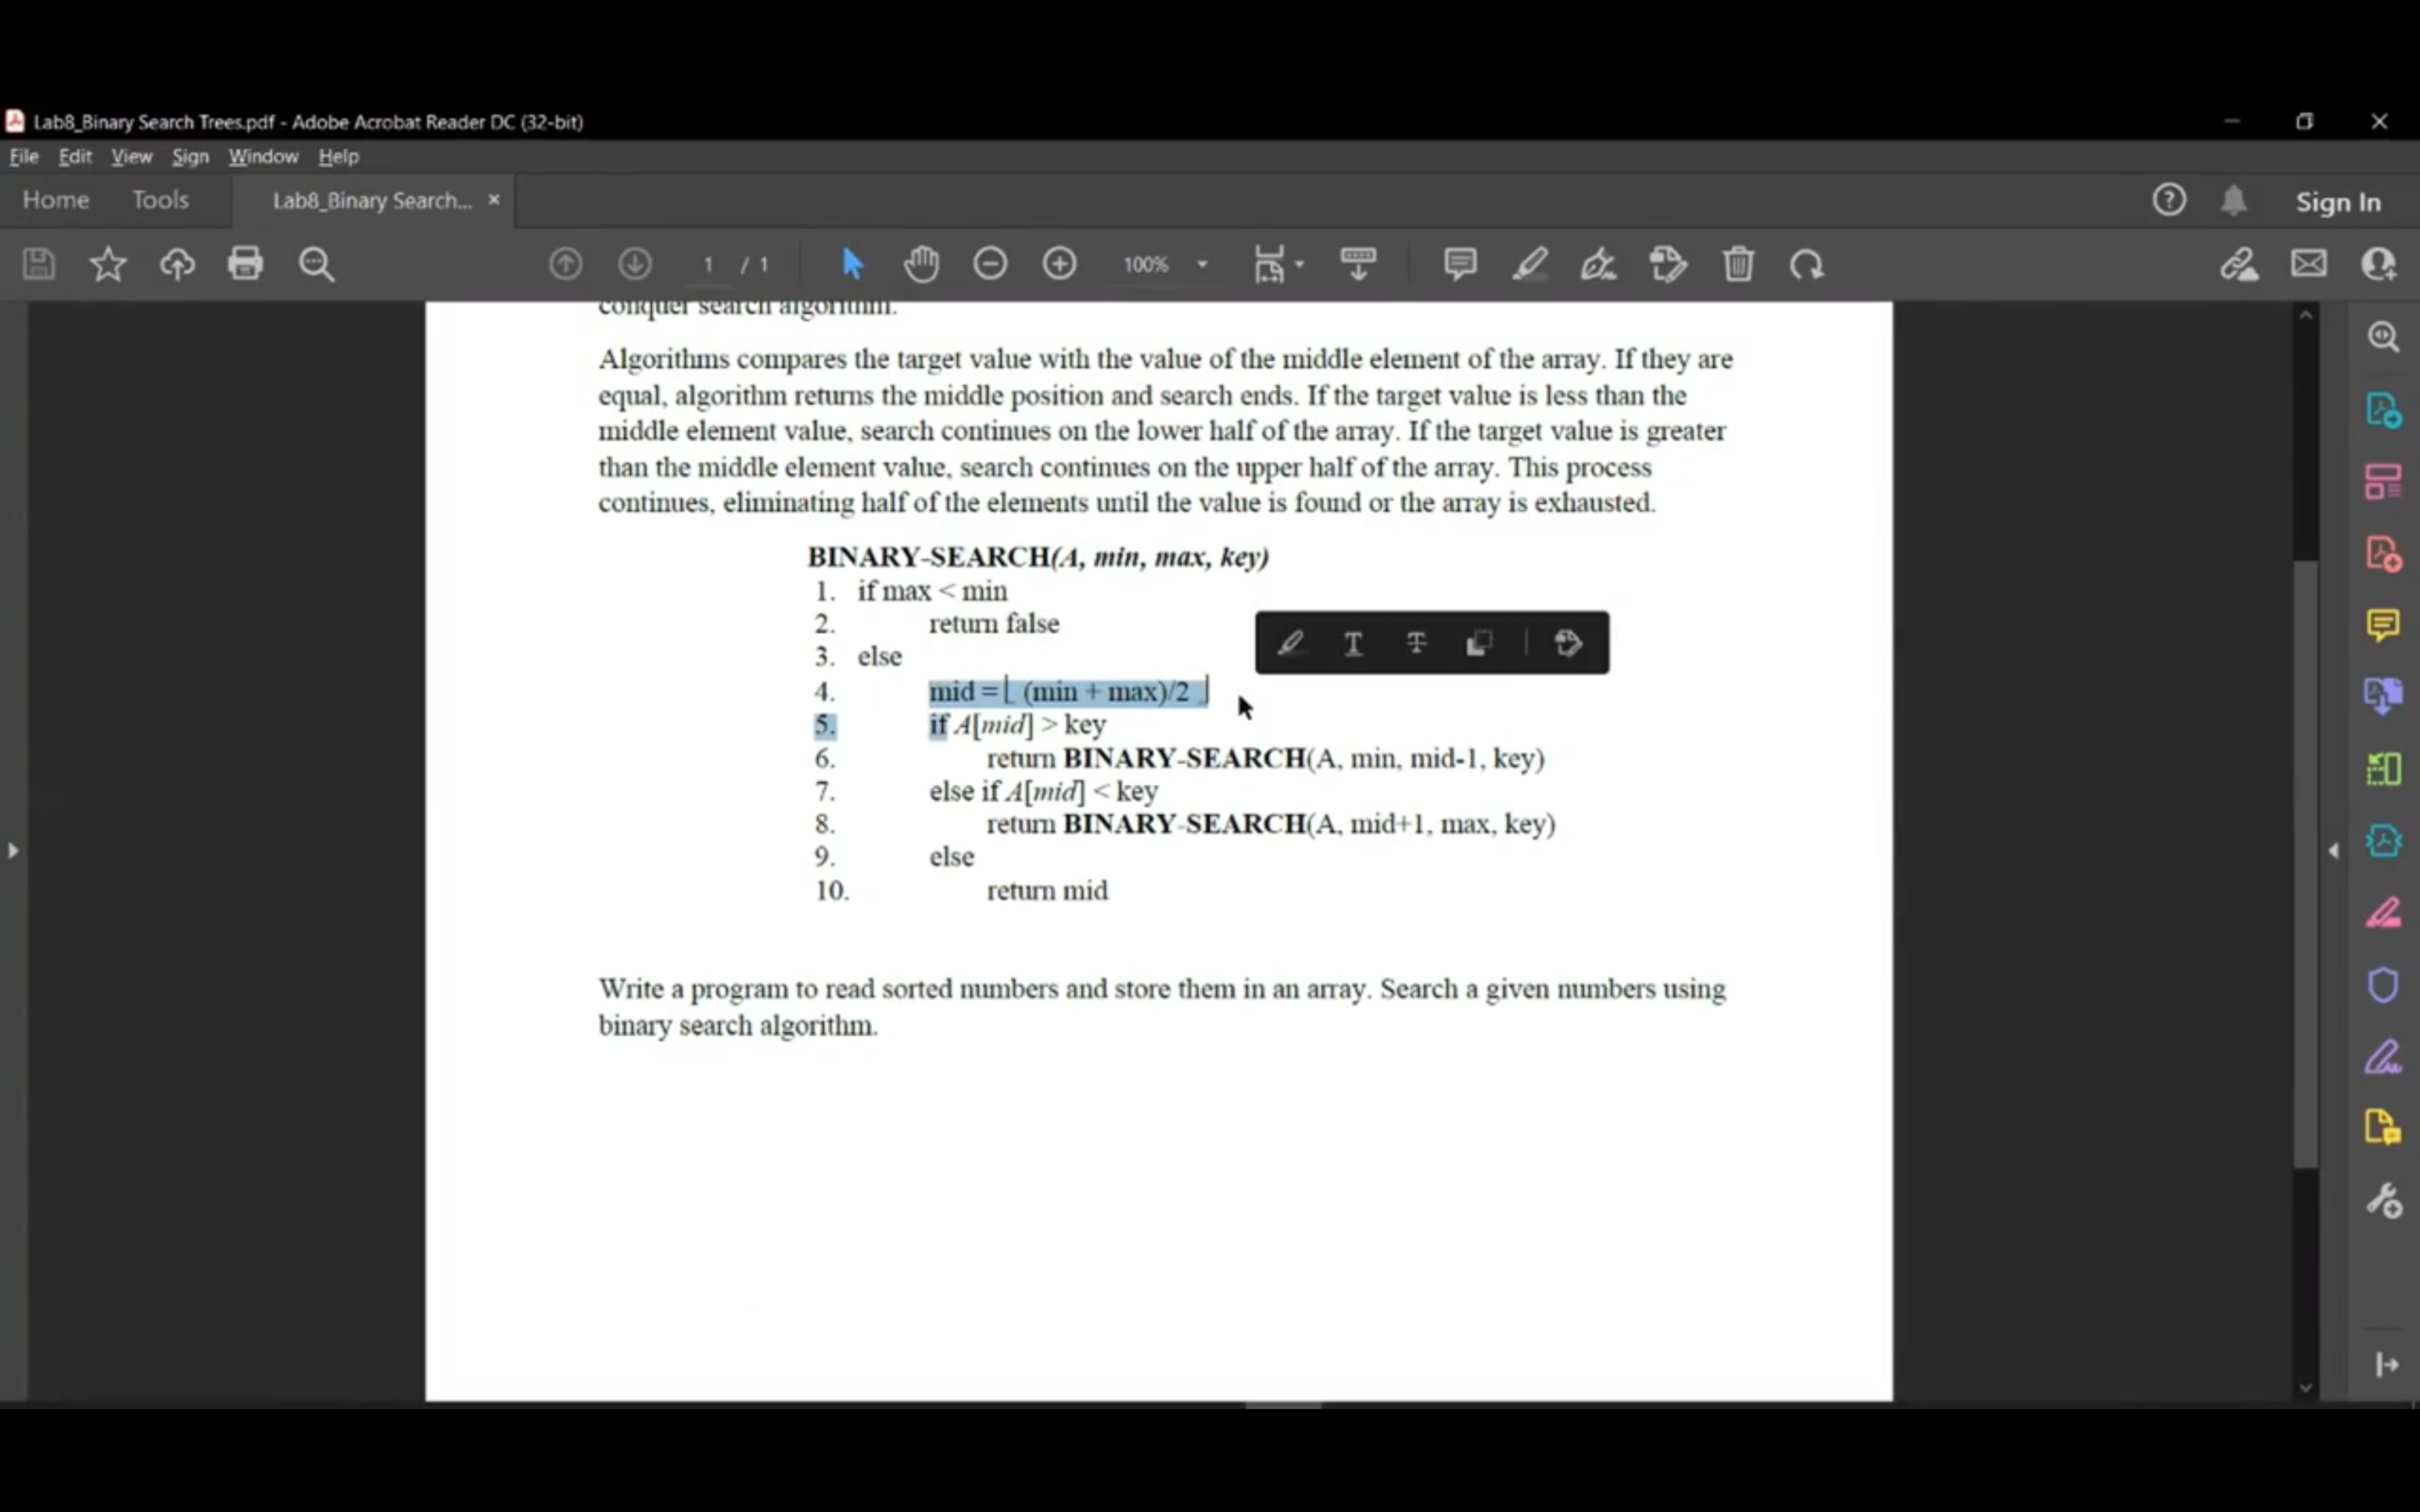 Lab8_Binary Search Trees.pdf - Adobe Acrobat Reader DC (32-bit)
File Edit View Sign Window Help
Home Tools Lab8_Binary Search... × Sign In
1 / 1 100%
conquer search algorithm.
Algorithms compares the target value with the value of the middle element of the array. If they are
equal, algorithm returns the middle position and search ends. If the target value is less than the
middle element value, search continues on the lower half of the array. If the target value is greater
than the middle element value, search continues on the upper half of the array. This process
continues, eliminating half of the elements until the value is found or the array is exhausted.
BINARY-SEARCH(A, min, max, key)
1. if max < min
2. return false
3. else
4. mid = ⌊ (min + max)/2 ⌋
5. if A[mid] > key
6. return BINARY-SEARCH(A, min, mid-1, key)
7. else if A[mid] < key
8. return BINARY-SEARCH(A, mid+1, max, key)
9. else
10. return mid
Write a program to read sorted numbers and store them in an array. Search a given numbers using
binary search algorithm.